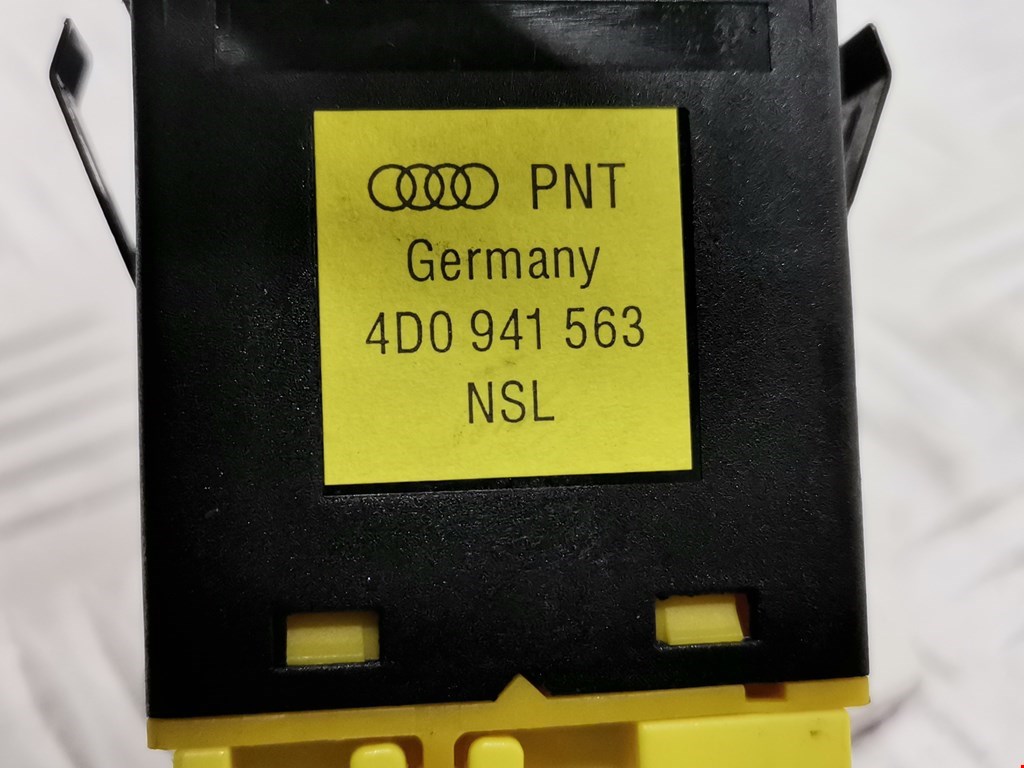 PNT
Germany
4D0 941 563
NSL